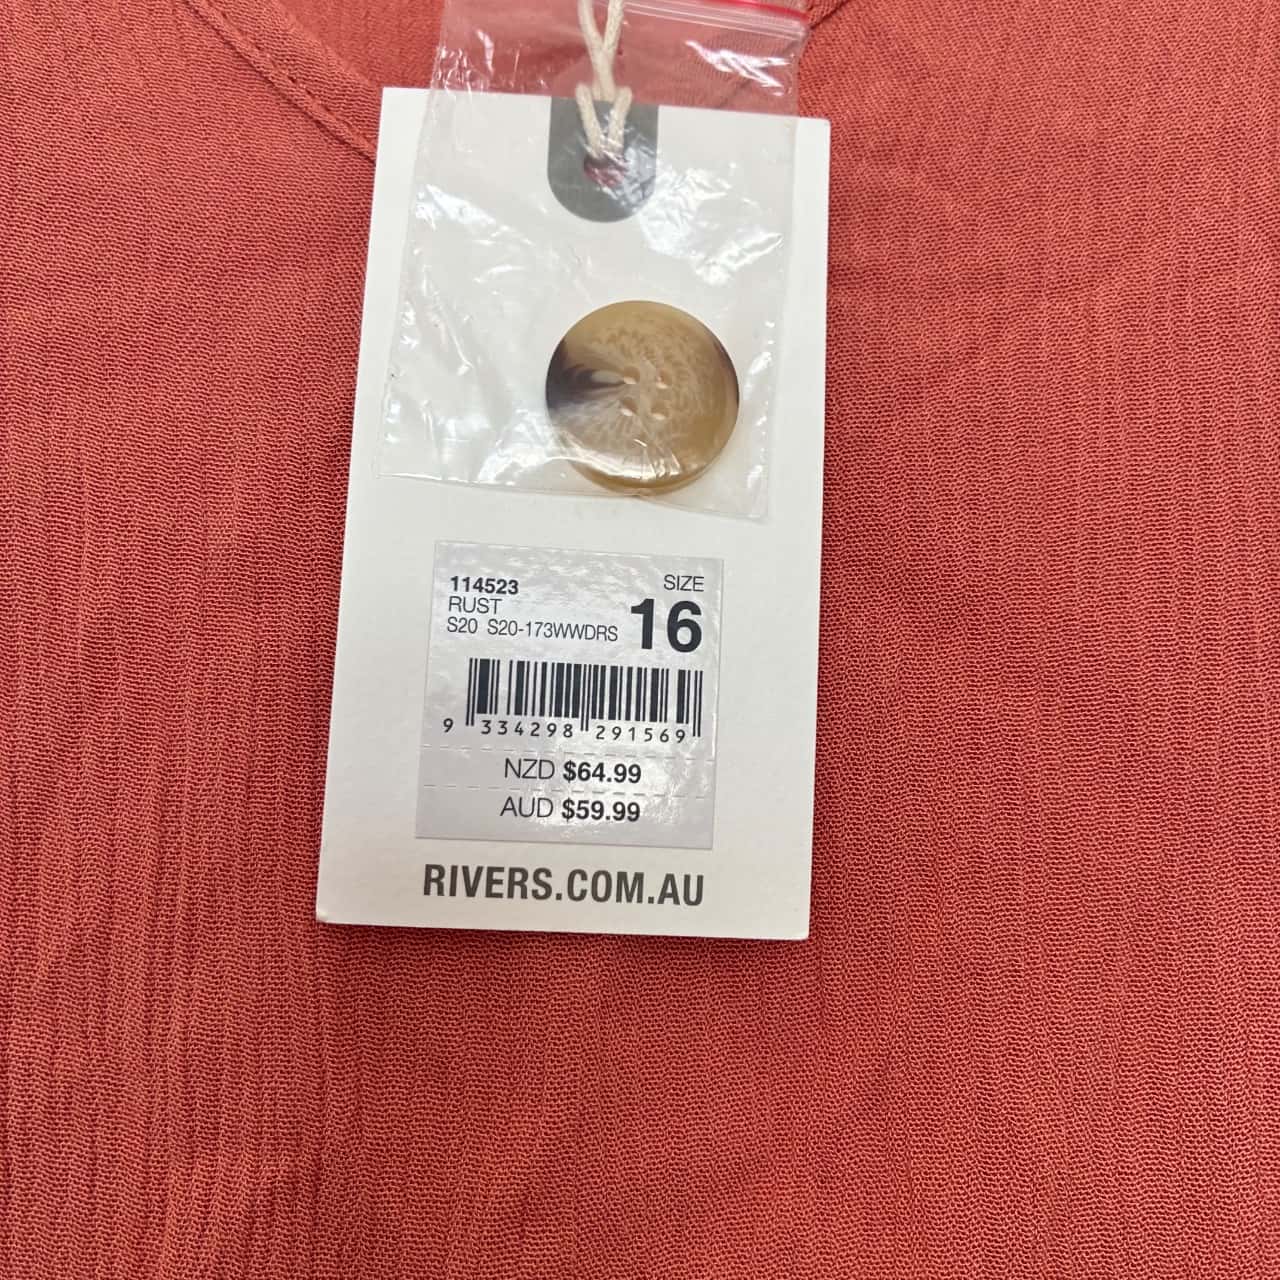 114523 SIZE
RUST 16
S20 S20-173WWDRS
9 334298 291569
NZD $64.99
AUD $59.99
RIVERS.COM.AU